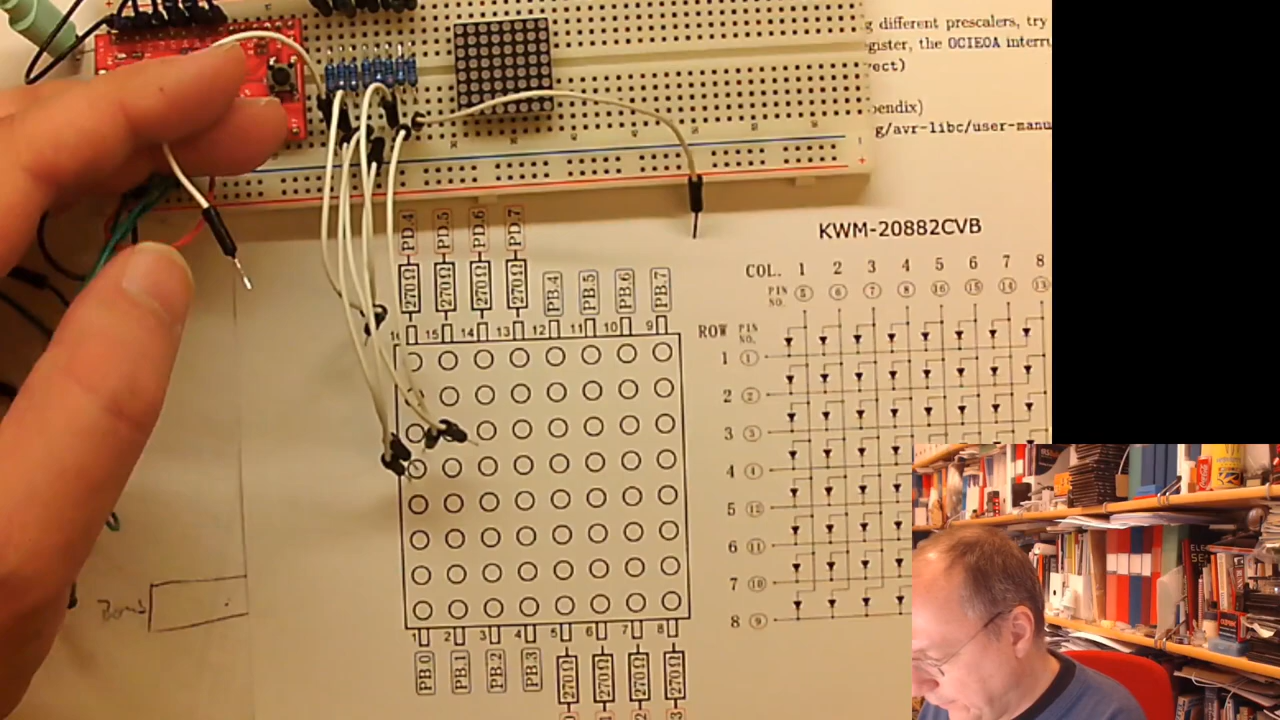 g different prescalers, try
egister, the OCIE0A interru
ect)
pendix)
g/avr-libc/user-manu
PD.4 PD.5 PD.6 PD.7
270Ω 270Ω 270Ω 270Ω PB.4 PB.5 PB.6 PB.7
16 15 14 13 12 11 10 9
1 2 3 4 5 6 7 8
PB.0 PB.1 PB.2 PB.3 270Ω 270Ω 270Ω 270Ω
KWM-20882CVB
COL. 1 2 3 4 5 6 7 8
PIN NO. 5 6 7 8 16 15 14 13
ROW PIN NO.
1 1
2 2
3 3
4 4
5 12
6 11
7 10
8 9